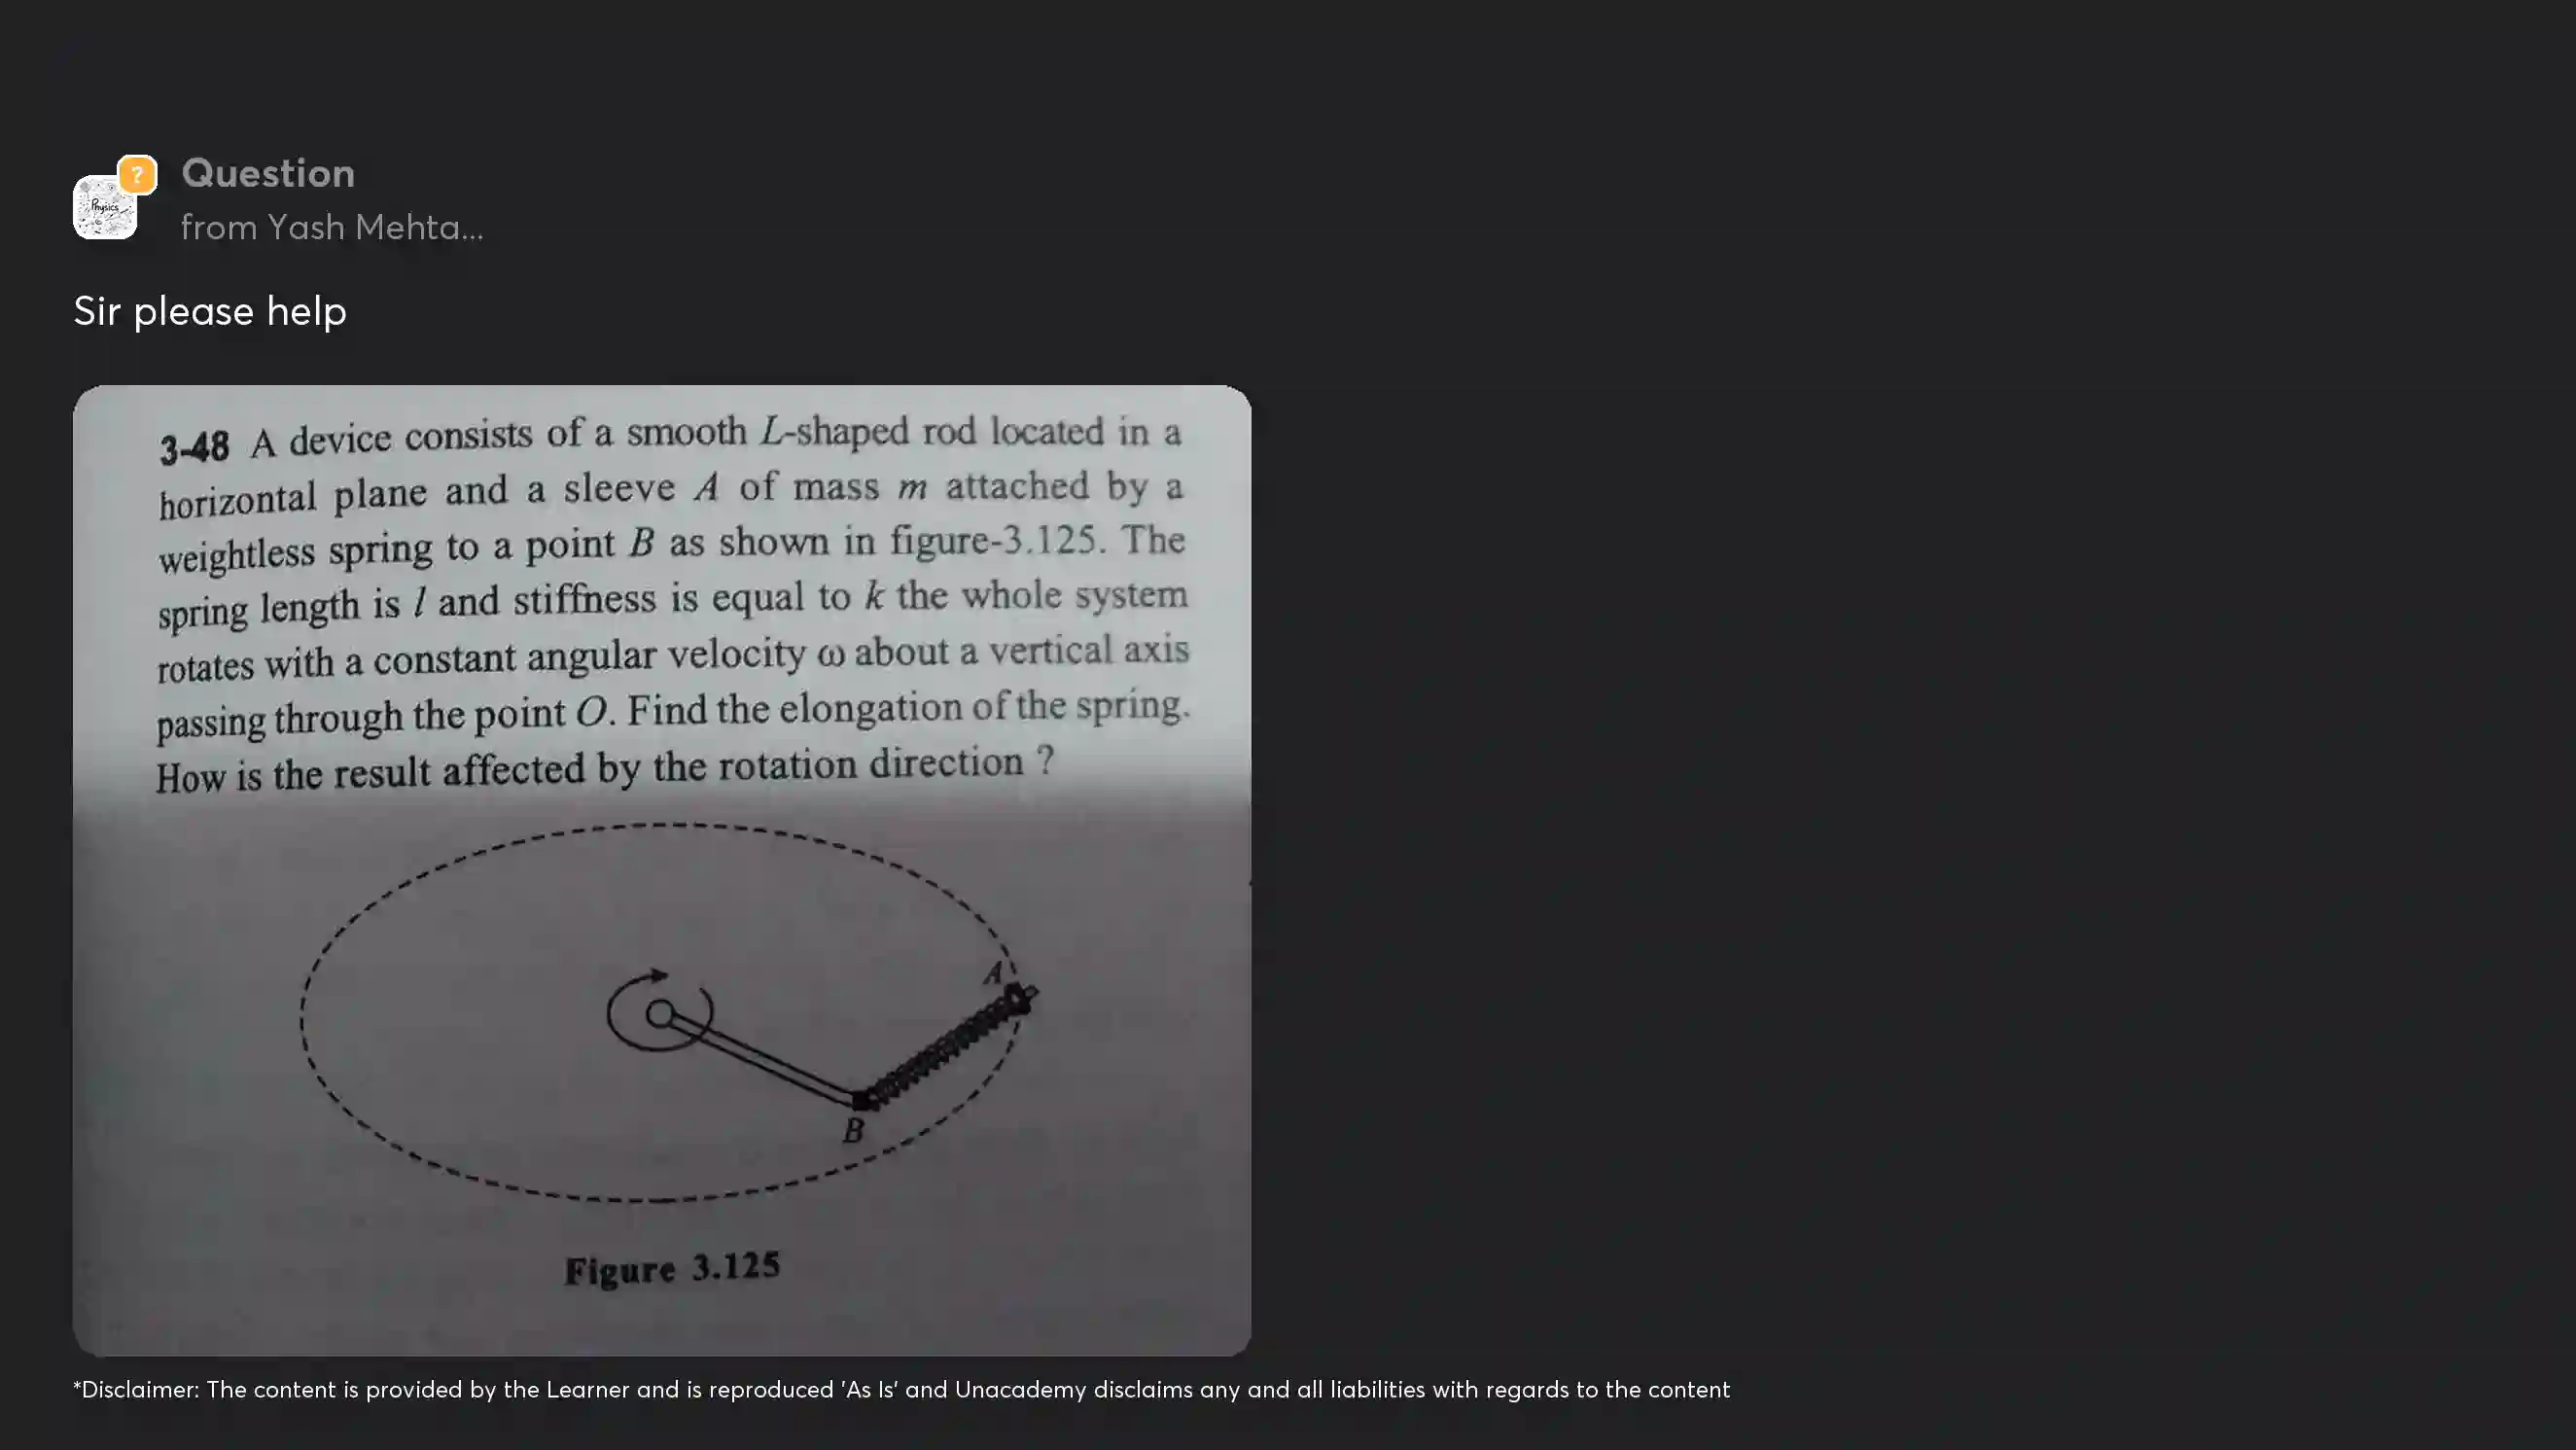 ?
Physics
Question
from Yash Mehta...
Sir please help
3-48 A device consists of a smooth L-shaped rod located in a
horizontal plane and a sleeve A of mass m attached by a
weightless spring to a point B as shown in figure-3.125. The
spring length is l and stiffness is equal to k the whole system
rotates with a constant angular velocity ω about a vertical axis
passing through the point O. Find the elongation of the spring.
How is the result affected by the rotation direction ?
A
B
Figure 3.125
*Disclaimer: The content is provided by the Learner and is reproduced 'As Is' and Unacademy disclaims any and all liabilities with regards to the content